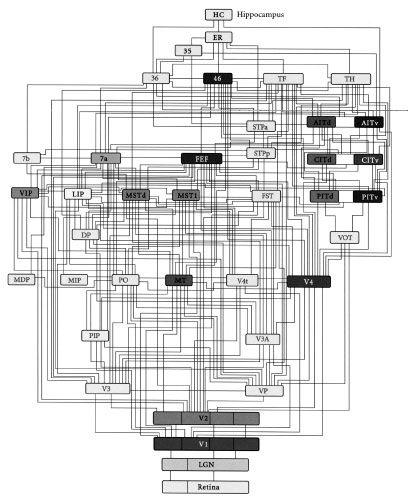 HC Hippocampus
ER
35
36 46 TF TH
STPa AITd AITv
7b 7a FEF STPp CITd CITv
VIP LIP MSTd MSTl FST PITd PITv
DP VOT
MDP MIP PO MT V4t V4
PIP V3A
V3 VP
V2
V1
LGN
Retina